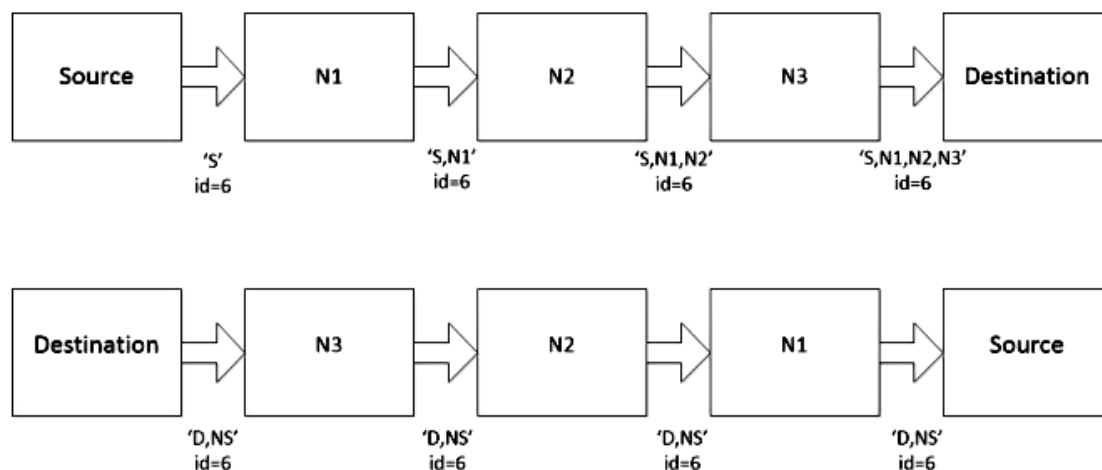 Source
N1
N2
N3
Destination
‘S’
id=6
‘S,N1’
id=6
‘S,N1,N2’
id=6
‘S,N1,N2,N3’
id=6
Destination
N3
N2
N1
Source
‘D,NS’
id=6
‘D,NS’
id=6
‘D,NS’
id=6
‘D,NS’
id=6